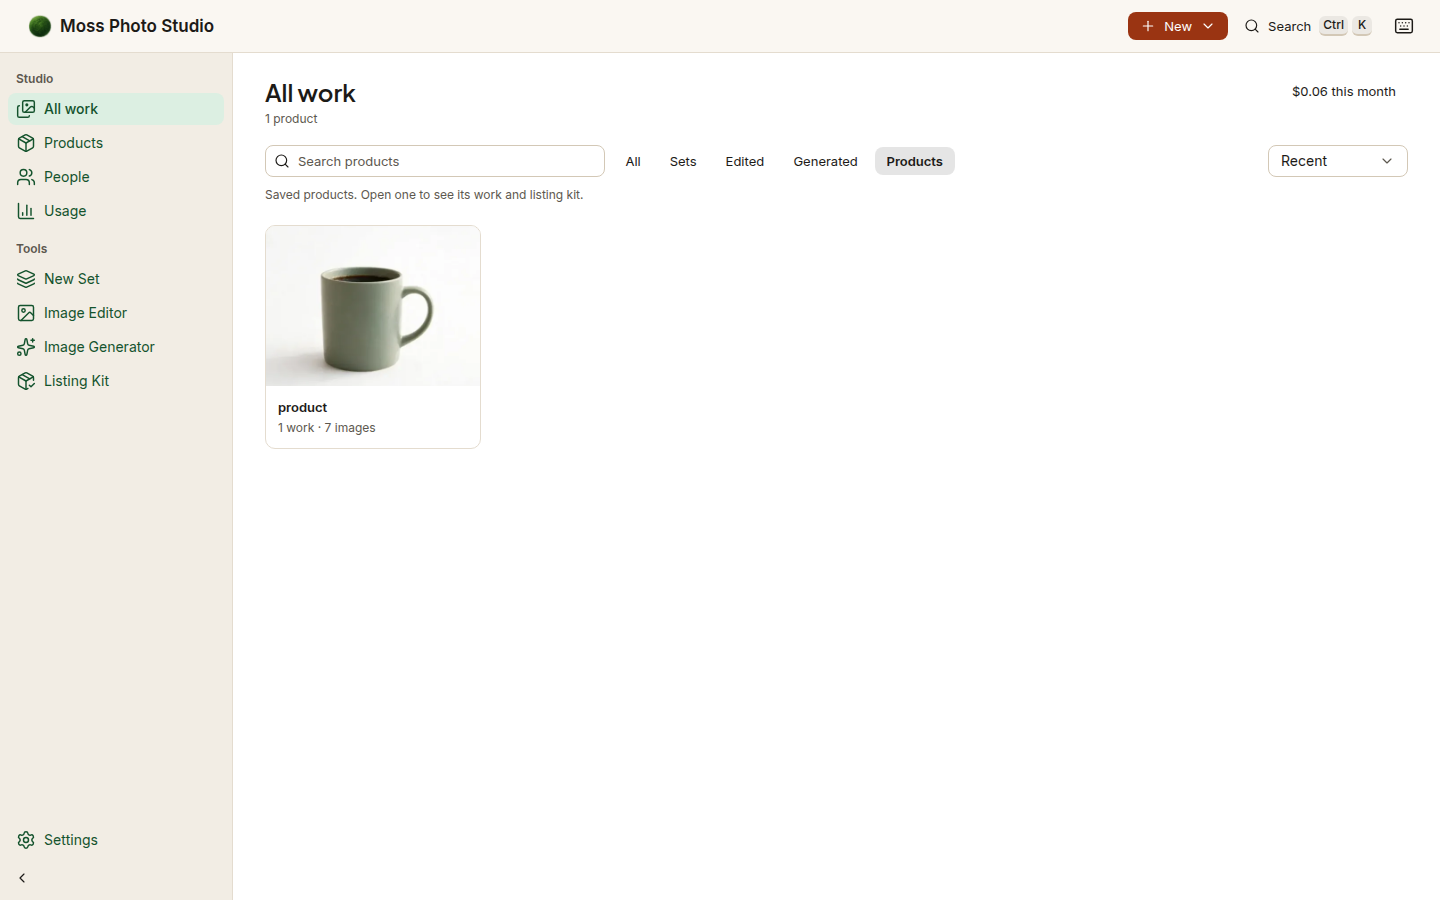 Moss Photo Studio
New
Search Ctrl K
Studio
All work
Products
People
Usage
Tools
New Set
Image Editor
Image Generator
Listing Kit
Settings
All work
$0.06 this month
1 product
Search products
All Sets Edited Generated Products
Recent
Saved products. Open one to see its work and listing kit.
product
1 work · 7 images